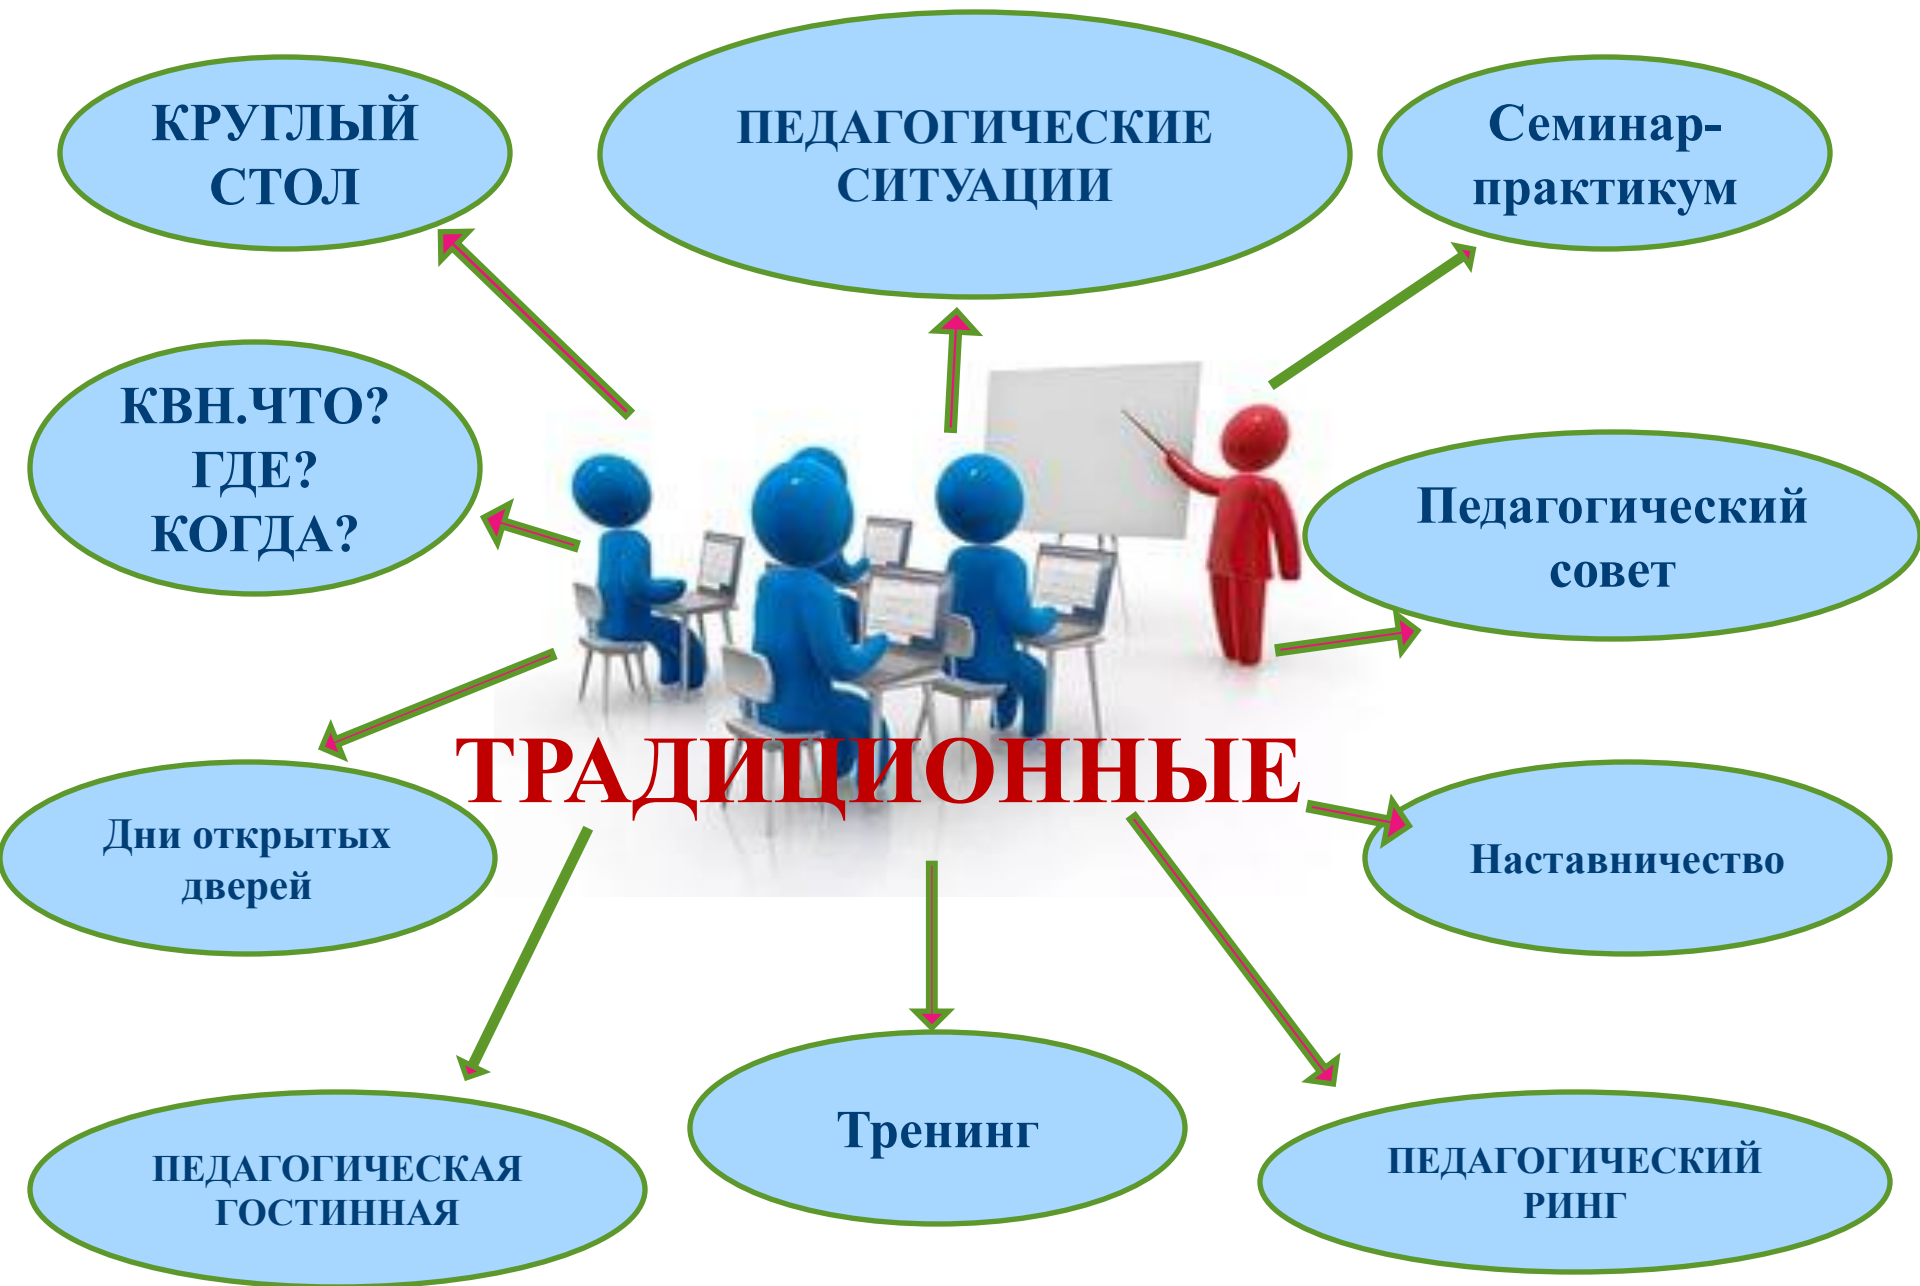 КРУГЛЫЙ
СТОЛ
ПЕДАГОГИЧЕСКИЕ
СИТУАЦИИ
Семинар-
практикум
КВН.ЧТО?
ГДЕ?
КОГДА?
Педагогический
совет
ТРАДИЦИОННЫЕ
Дни открытых
дверей
Наставничество
ПЕДАГОГИЧЕСКАЯ
ГОСТИННАЯ
Тренинг
ПЕДАГОГИЧЕСКИЙ
РИНГ